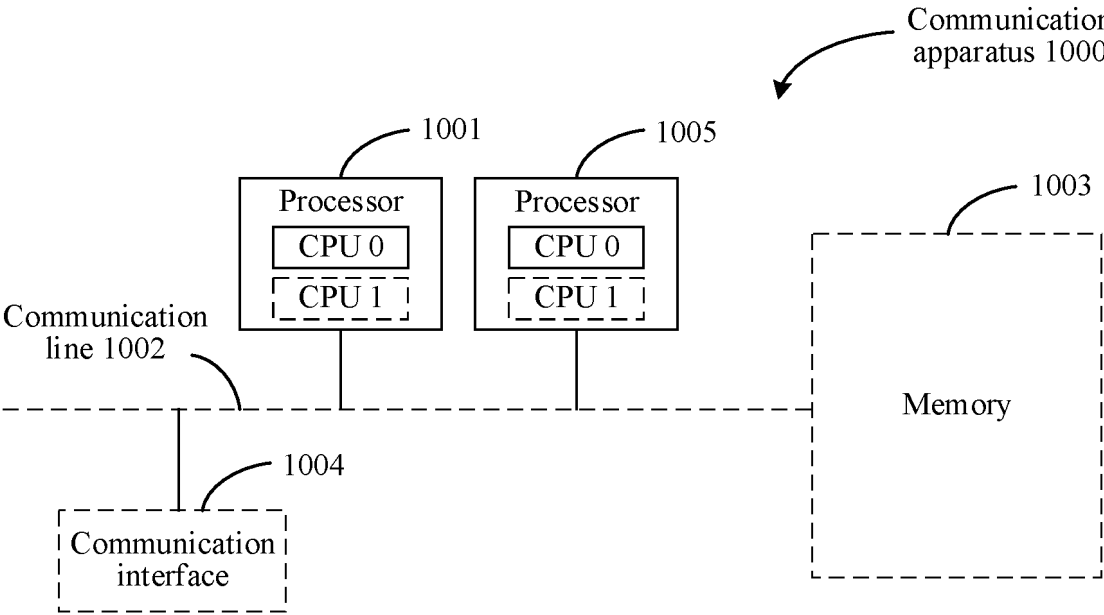 Communication
apparatus 1000
1001
1005
1003
Processor
CPU 0
CPU 1
Processor
CPU 0
CPU 1
Communication
line 1002
Memory
1004
Communication
interface